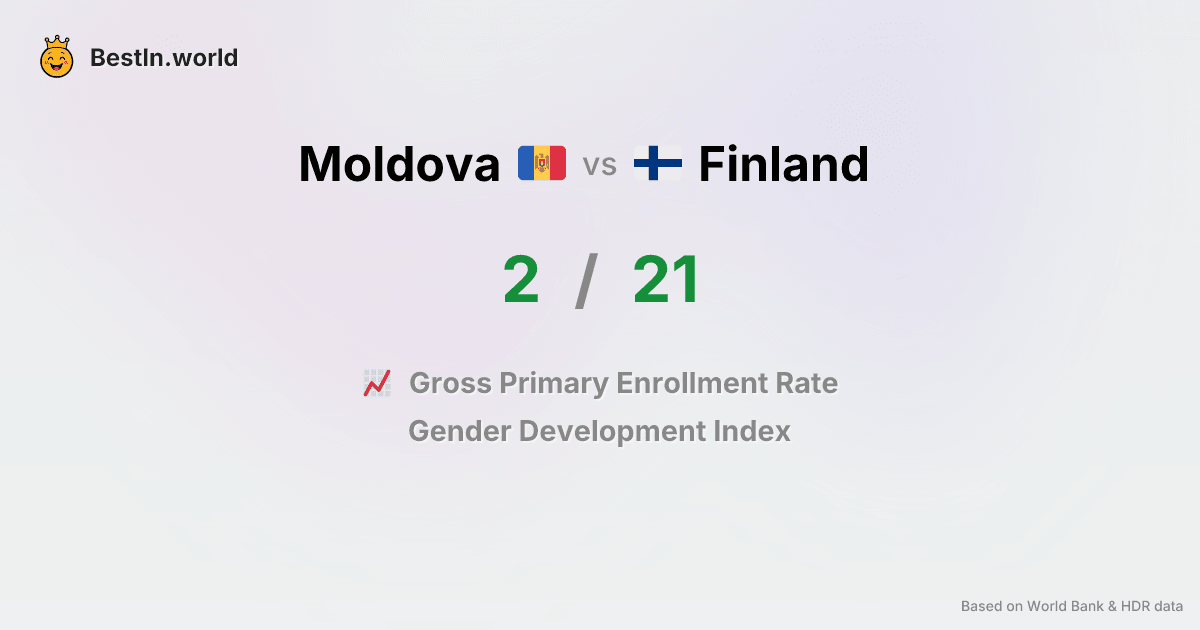 BestIn.world
Moldova vs Finland
2 / 21
Gross Primary Enrollment Rate
Gender Development Index
Based on World Bank & HDR data